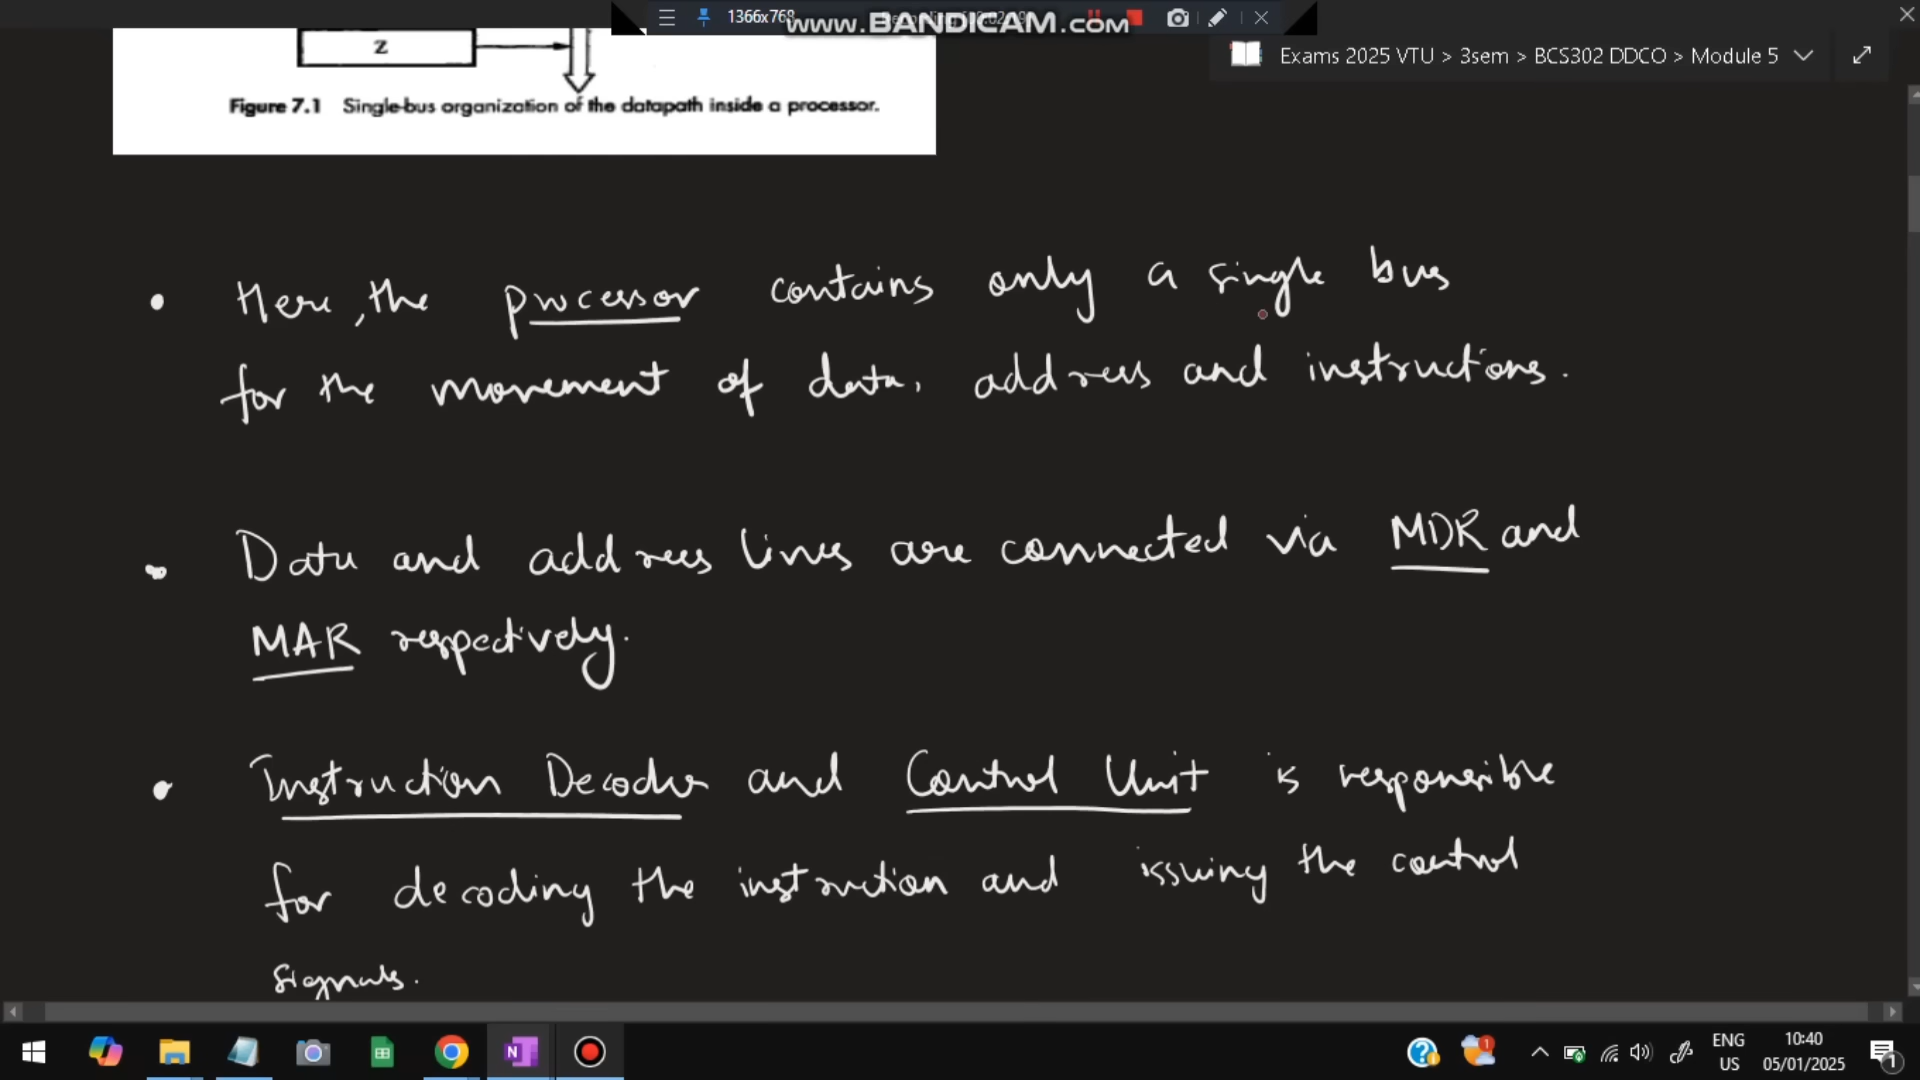 1366x768
www.BANDICAM.com
Exams 2025 VTU > 3sem > BCS302 DDCO > Module 5
Z
Figure 7.1 Single-bus organization of the datapath inside a processor.
• Here, the processor contains only a single bus
for the movement of data, address and instructions.
• Data and address lines are connected via MDR and
MAR respectively.
• Instruction Decoder and Control Unit is responsible
for decoding the instruction and issuing the control
signals.
ENG
US
10:40
05/01/2025
1